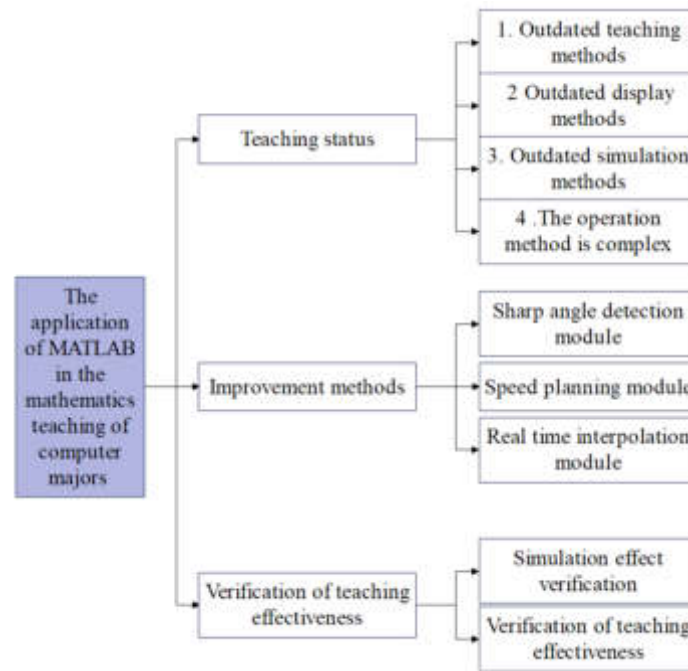 The
application
of MATLAB
in the
mathematics
teaching of
computer
majors
Teaching status
1. Outdated teaching
methods
2 Outdated display
methods
3. Outdated simulation
methods
4 .The operation
method is complex
Improvement methods
Sharp angle detection
module
Speed planning module
Real time interpolation
module
Verification of teaching
effectiveness
Simulation effect
verification
Verification of teaching
effectiveness